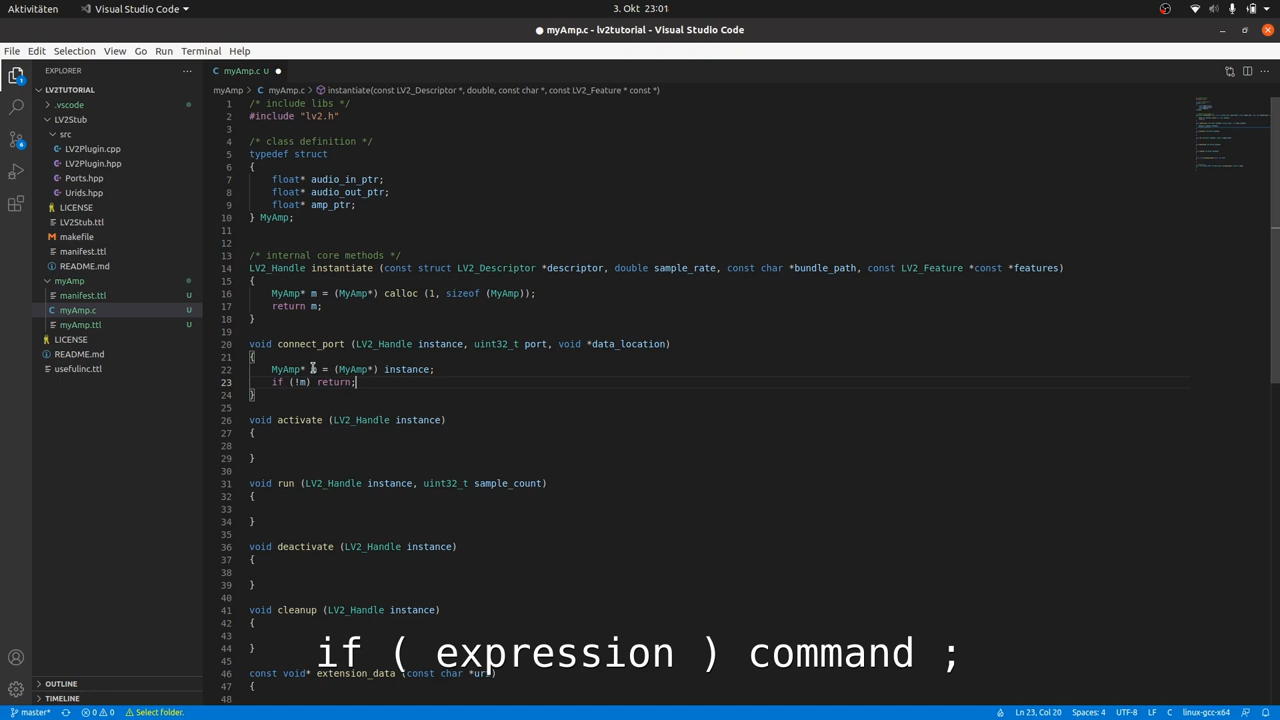 Aktivitäten Visual Studio Code 3. Okt 23:01
myAmp.c - lv2tutorial - Visual Studio Code
File Edit Selection View Go Run Terminal Help
EXPLORER
myAmp.c U
LV2TUTORIAL
myAmp > C myAmp.c > instantiate(const LV2_Descriptor *, double, const char *, const LV2_Feature * const *)
.vscode
LV2Stub
src
LV2Plugin.cpp
LV2Plugin.hpp
Ports.hpp
Urids.hpp
LICENSE
LV2Stub.ttl
makefile
manifest.ttl
README.md
myAmp
manifest.ttl U
C myAmp.c U
myAmp.ttl U
LICENSE
README.md
usefulinc.ttl
OUTLINE
TIMELINE
1 /* include libs */
2 #include "lv2.h"
3
4 /* class definition */
5 typedef struct
6 {
7 float* audio_in_ptr;
8 float* audio_out_ptr;
9 float* amp_ptr;
10 } MyAmp;
11
12
13 /* internal core methods */
14 LV2_Handle instantiate (const struct LV2_Descriptor *descriptor, double sample_rate, const char *bundle_path, const LV2_Feature *const *features)
15 {
16 MyAmp* m = (MyAmp*) calloc (1, sizeof (MyAmp));
17 return m;
18 }
19
20 void connect_port (LV2_Handle instance, uint32_t port, void *data_location)
21 {
22 MyAmp* m = (MyAmp*) instance;
23 if (!m) return;
24 }
25
26 void activate (LV2_Handle instance)
27 {
28
29 }
30
31 void run (LV2_Handle instance, uint32_t sample_count)
32 {
33
34 }
35
36 void deactivate (LV2_Handle instance)
37 {
38
39 }
40
41 void cleanup (LV2_Handle instance)
42 {
43
44 }
45
46 const void* extension_data (const char *uri)
47 {
48
if ( expression ) command ;
master* 0 0 Select folder. Ln 23, Col 20 Spaces: 4 UTF-8 LF C linux-gcc-x64